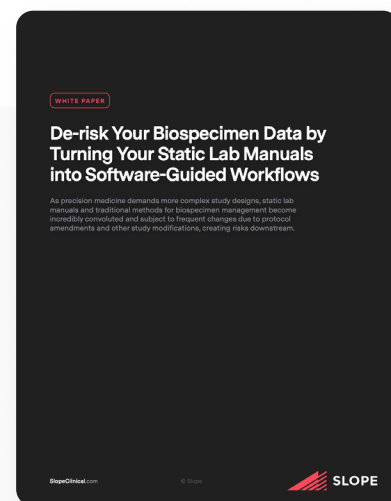 WHITE PAPER
De-risk Your Biospecimen Data by
Turning Your Static Lab Manuals
into Software-Guided Workflows
As precision medicine demands more complex study designs, static lab
manuals and traditional methods for biospecimen management become
incredibly convoluted and subject to frequent changes due to protocol
amendments and other study modifications, creating risks downstream.
SlopeClinical.com
© Slope
SLOPE